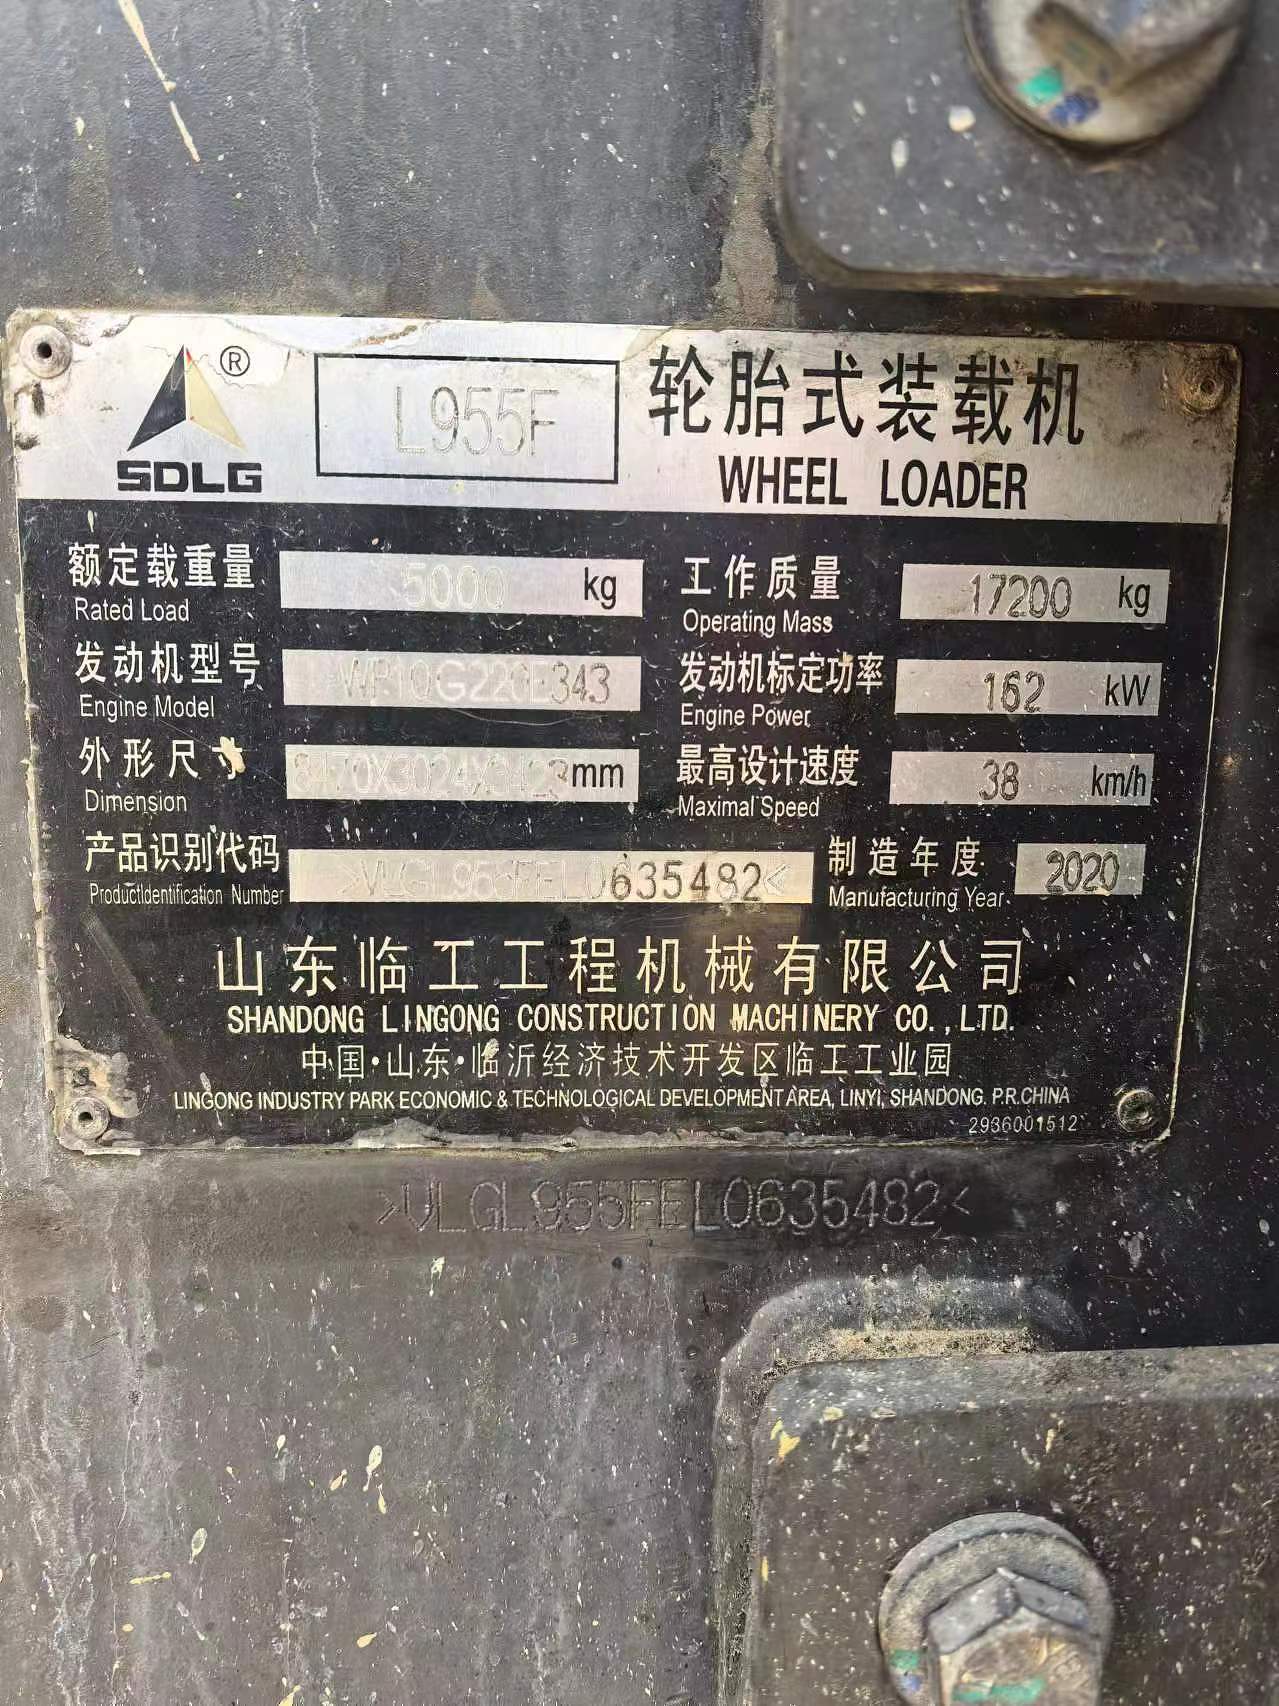 ®
SDLG
L955F
轮胎式装载机
WHEEL LOADER
额定载重量 5000 kg
Rated Load
工作质量 17200 kg
Operating Mass
发动机型号 WP10G220E343
Engine Model
发动机标定功率 162 kW
Engine Power
外形尺寸 8170X3024X3423mm
Dimension
最高设计速度 38 km/h
Maximal Speed
产品识别代码 >VLGL955FEL0635482<
ProductIdentification Number
制造年度 2020
Manufacturing Year
山东临工工程机械有限公司
SHANDONG LINGONG CONSTRUCTION MACHINERY CO.,LTD.
中国·山东·临沂经济技术开发区临工工业园
LINGONG INDUSTRY PARK ECONOMIC & TECHNOLOGICAL DEVELOPMENT AREA, LINYI, SHANDONG. P.R.CHINA
2936001512
>VLGL955FEL0635482<